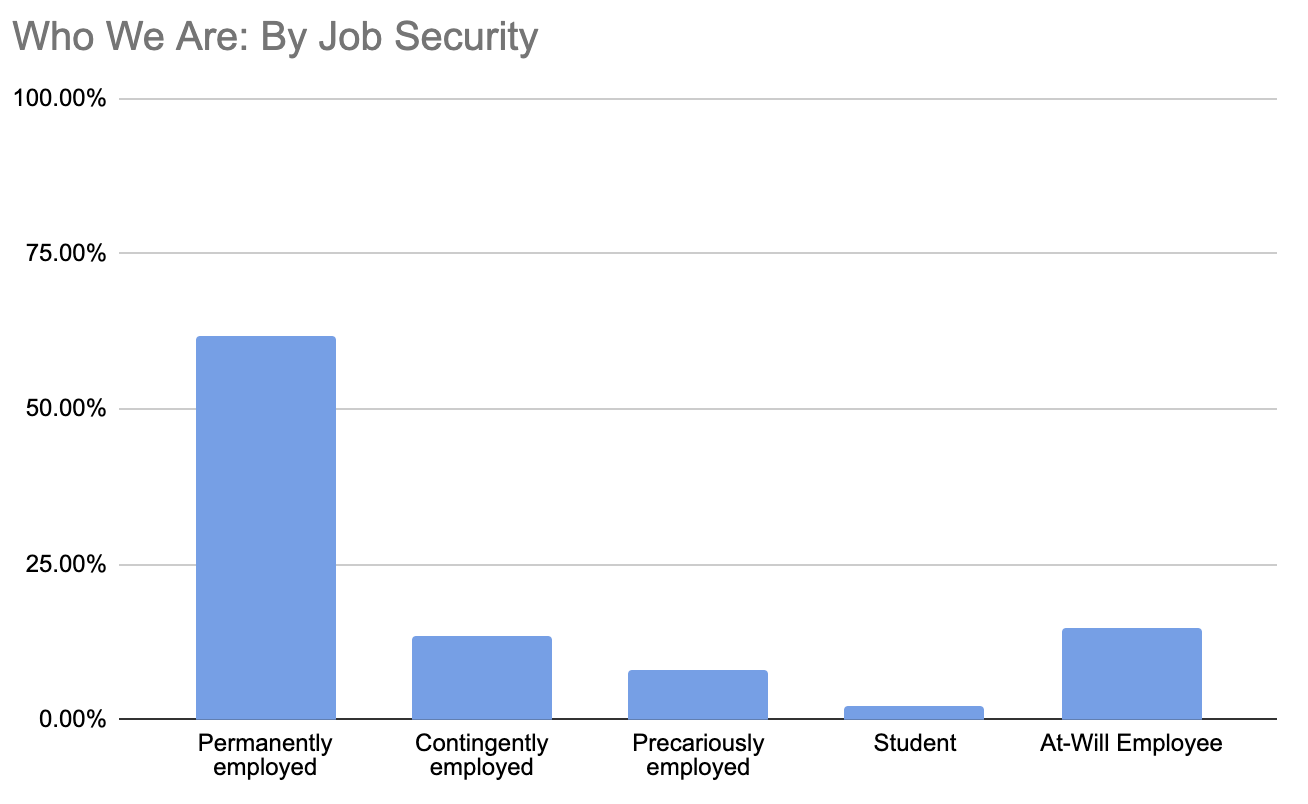 Who We Are: By Job Security
100.00%
75.00%
50.00%
25.00%
0.00%
Permanently
employed
Contingently
employed
Precariously
employed
Student
At-Will Employee